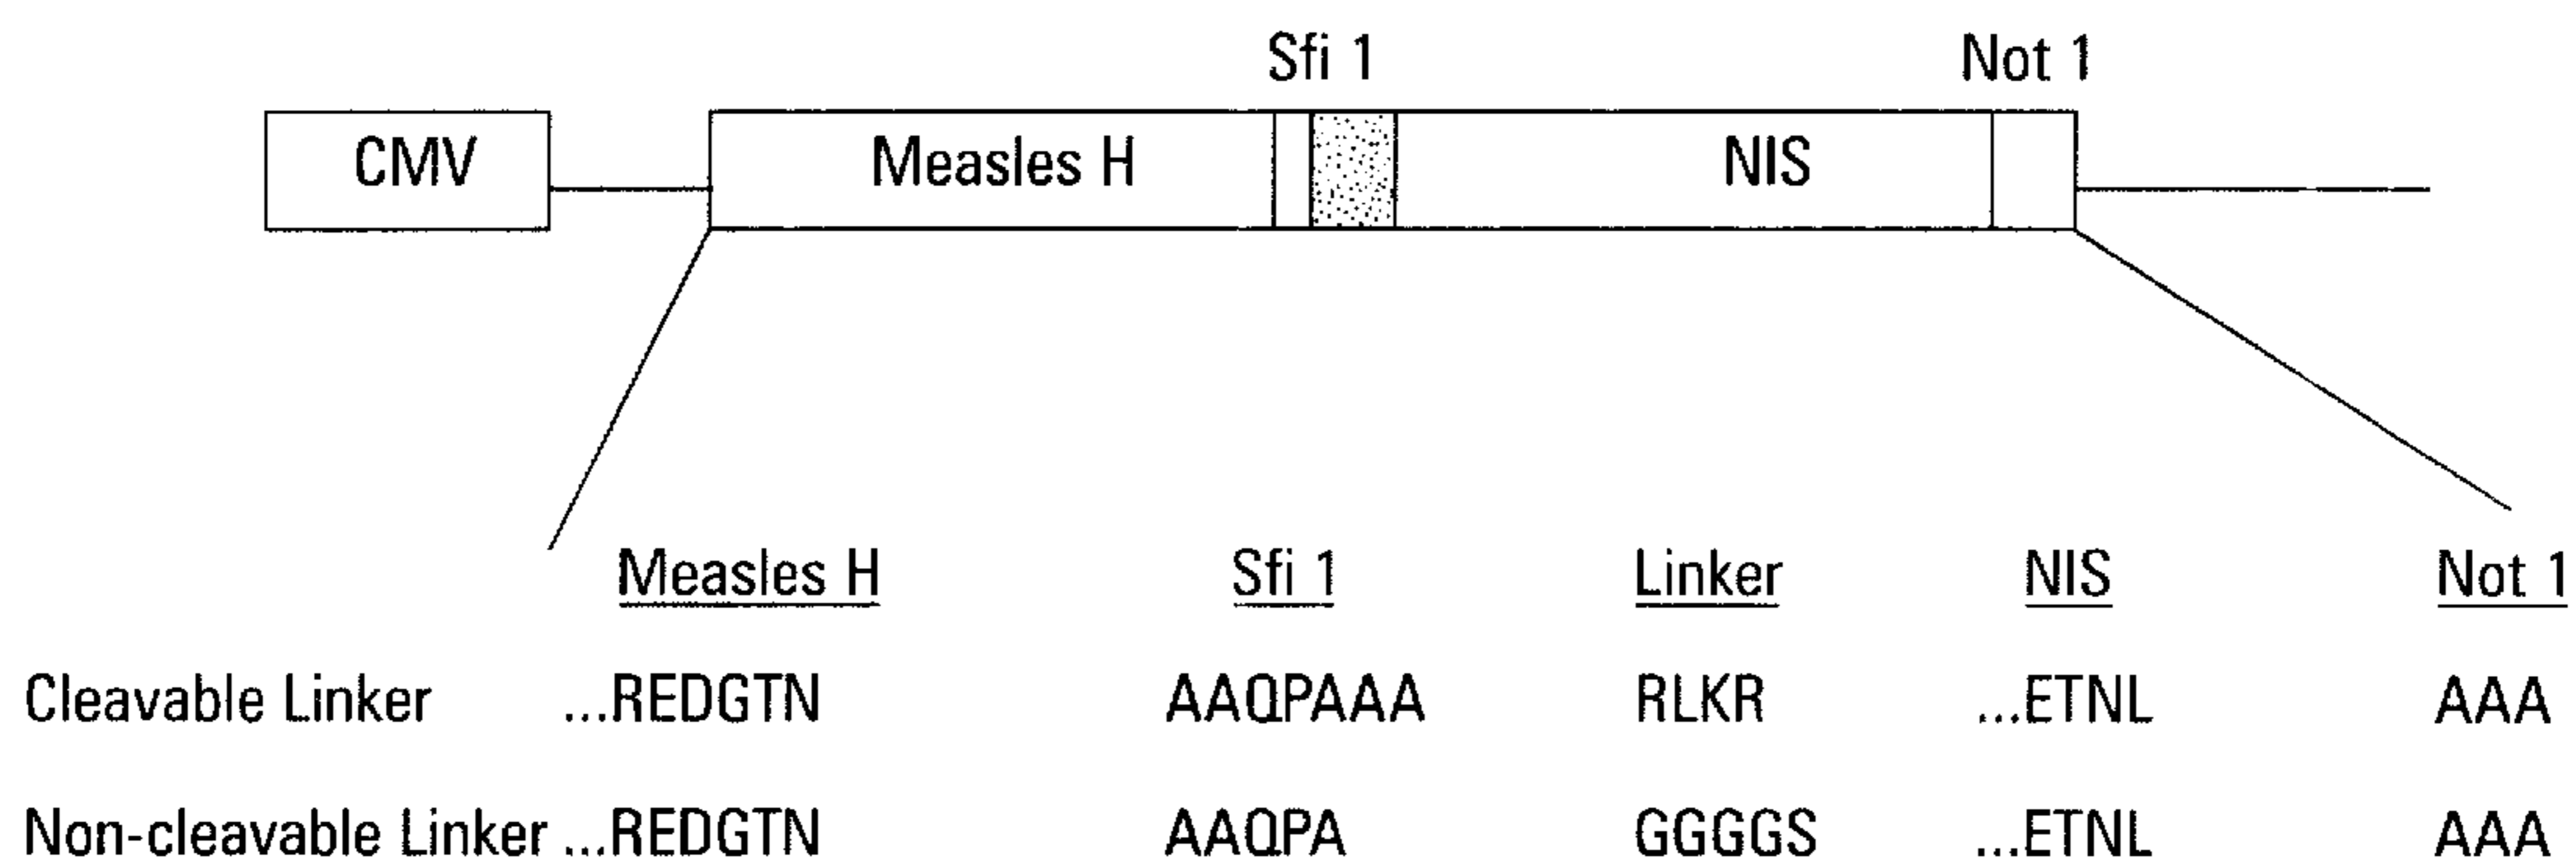 Sfi 1 Not 1
CMV Measles H NIS
Measles H Sfi 1 Linker NIS Not 1
Cleavable Linker ...REDGTN AAQPAAA RLKR ...ETNL AAA
Non-cleavable Linker ...REDGTN AAQPA GGGGS ...ETNL AAA